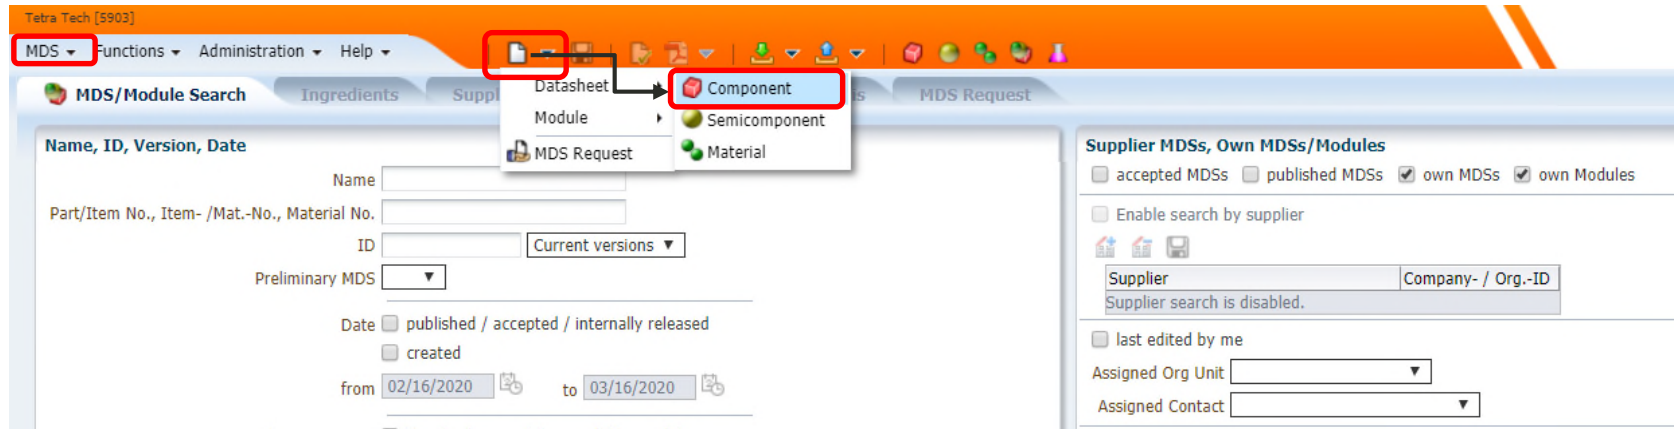 Tetra Tech [5903]
MDS Functions Administration Help
MDS/Module Search Ingredients MDS Request
Datasheet
Module
MDS Request
Component
Semicomponent
Material
Name, ID, Version, Date
Name
Part/Item No., Item- /Mat.-No., Material No.
ID Current versions
Preliminary MDS
Date published / accepted / internally released
created
from 02/16/2020 to 03/16/2020
Supplier MDSs, Own MDSs/Modules
accepted MDSs published MDSs own MDSs own Modules
Enable search by supplier
Supplier Company- / Org.-ID
Supplier search is disabled.
last edited by me
Assigned Org Unit
Assigned Contact